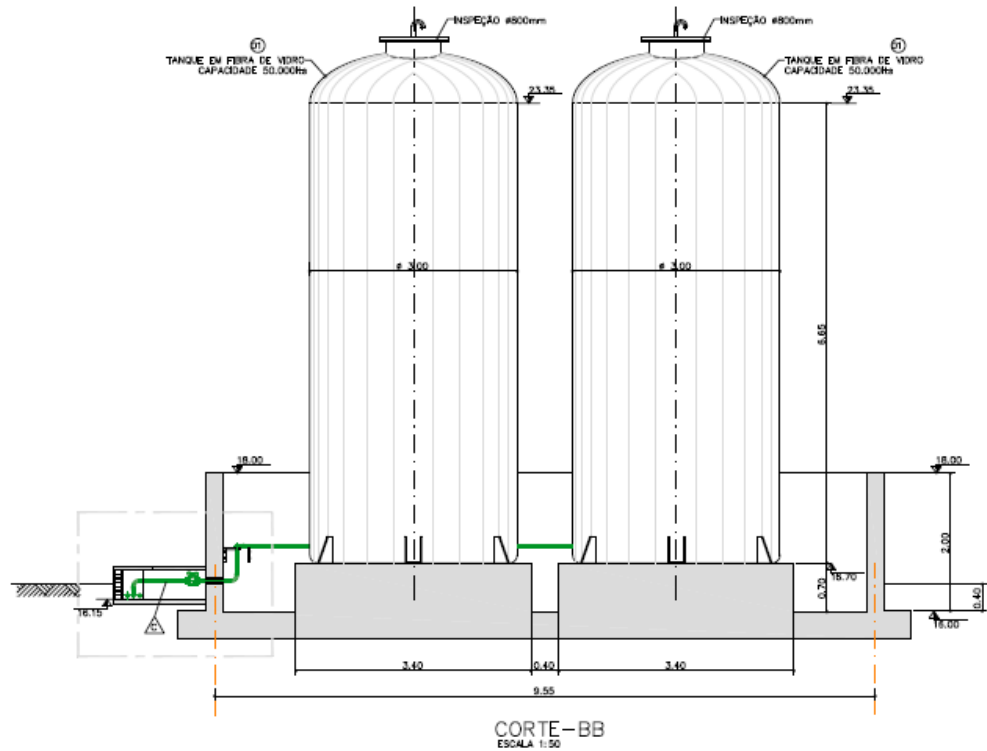 INSPEÇÃO ø800mm
INSPEÇÃO ø800mm
01
TANQUE EM FIBRA DE VIDRO
CAPACIDADE 50.000lts
01
TANQUE EM FIBRA DE VIDRO
CAPACIDADE 50.000lts
23.35
23.35
ø 3.00
ø 3.00
6.65
18.00
18.00
2.00
16.70
0.70
0.40
16.15
C
16.00
3.40
0.40
3.40
9.55
CORTE-BB
ESCALA 1:50